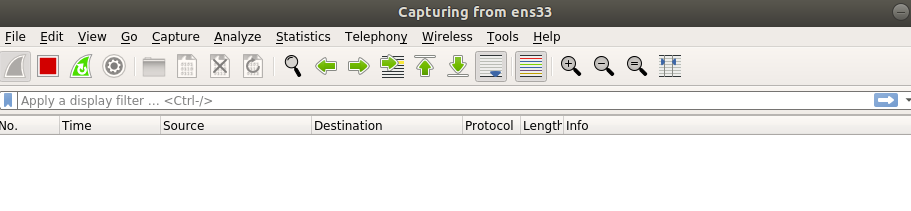 Capturing from ens33
File Edit View Go Capture Analyze Statistics Telephony Wireless Tools Help
Apply a display filter ... <Ctrl-/>
No. Time Source Destination Protocol Length Info